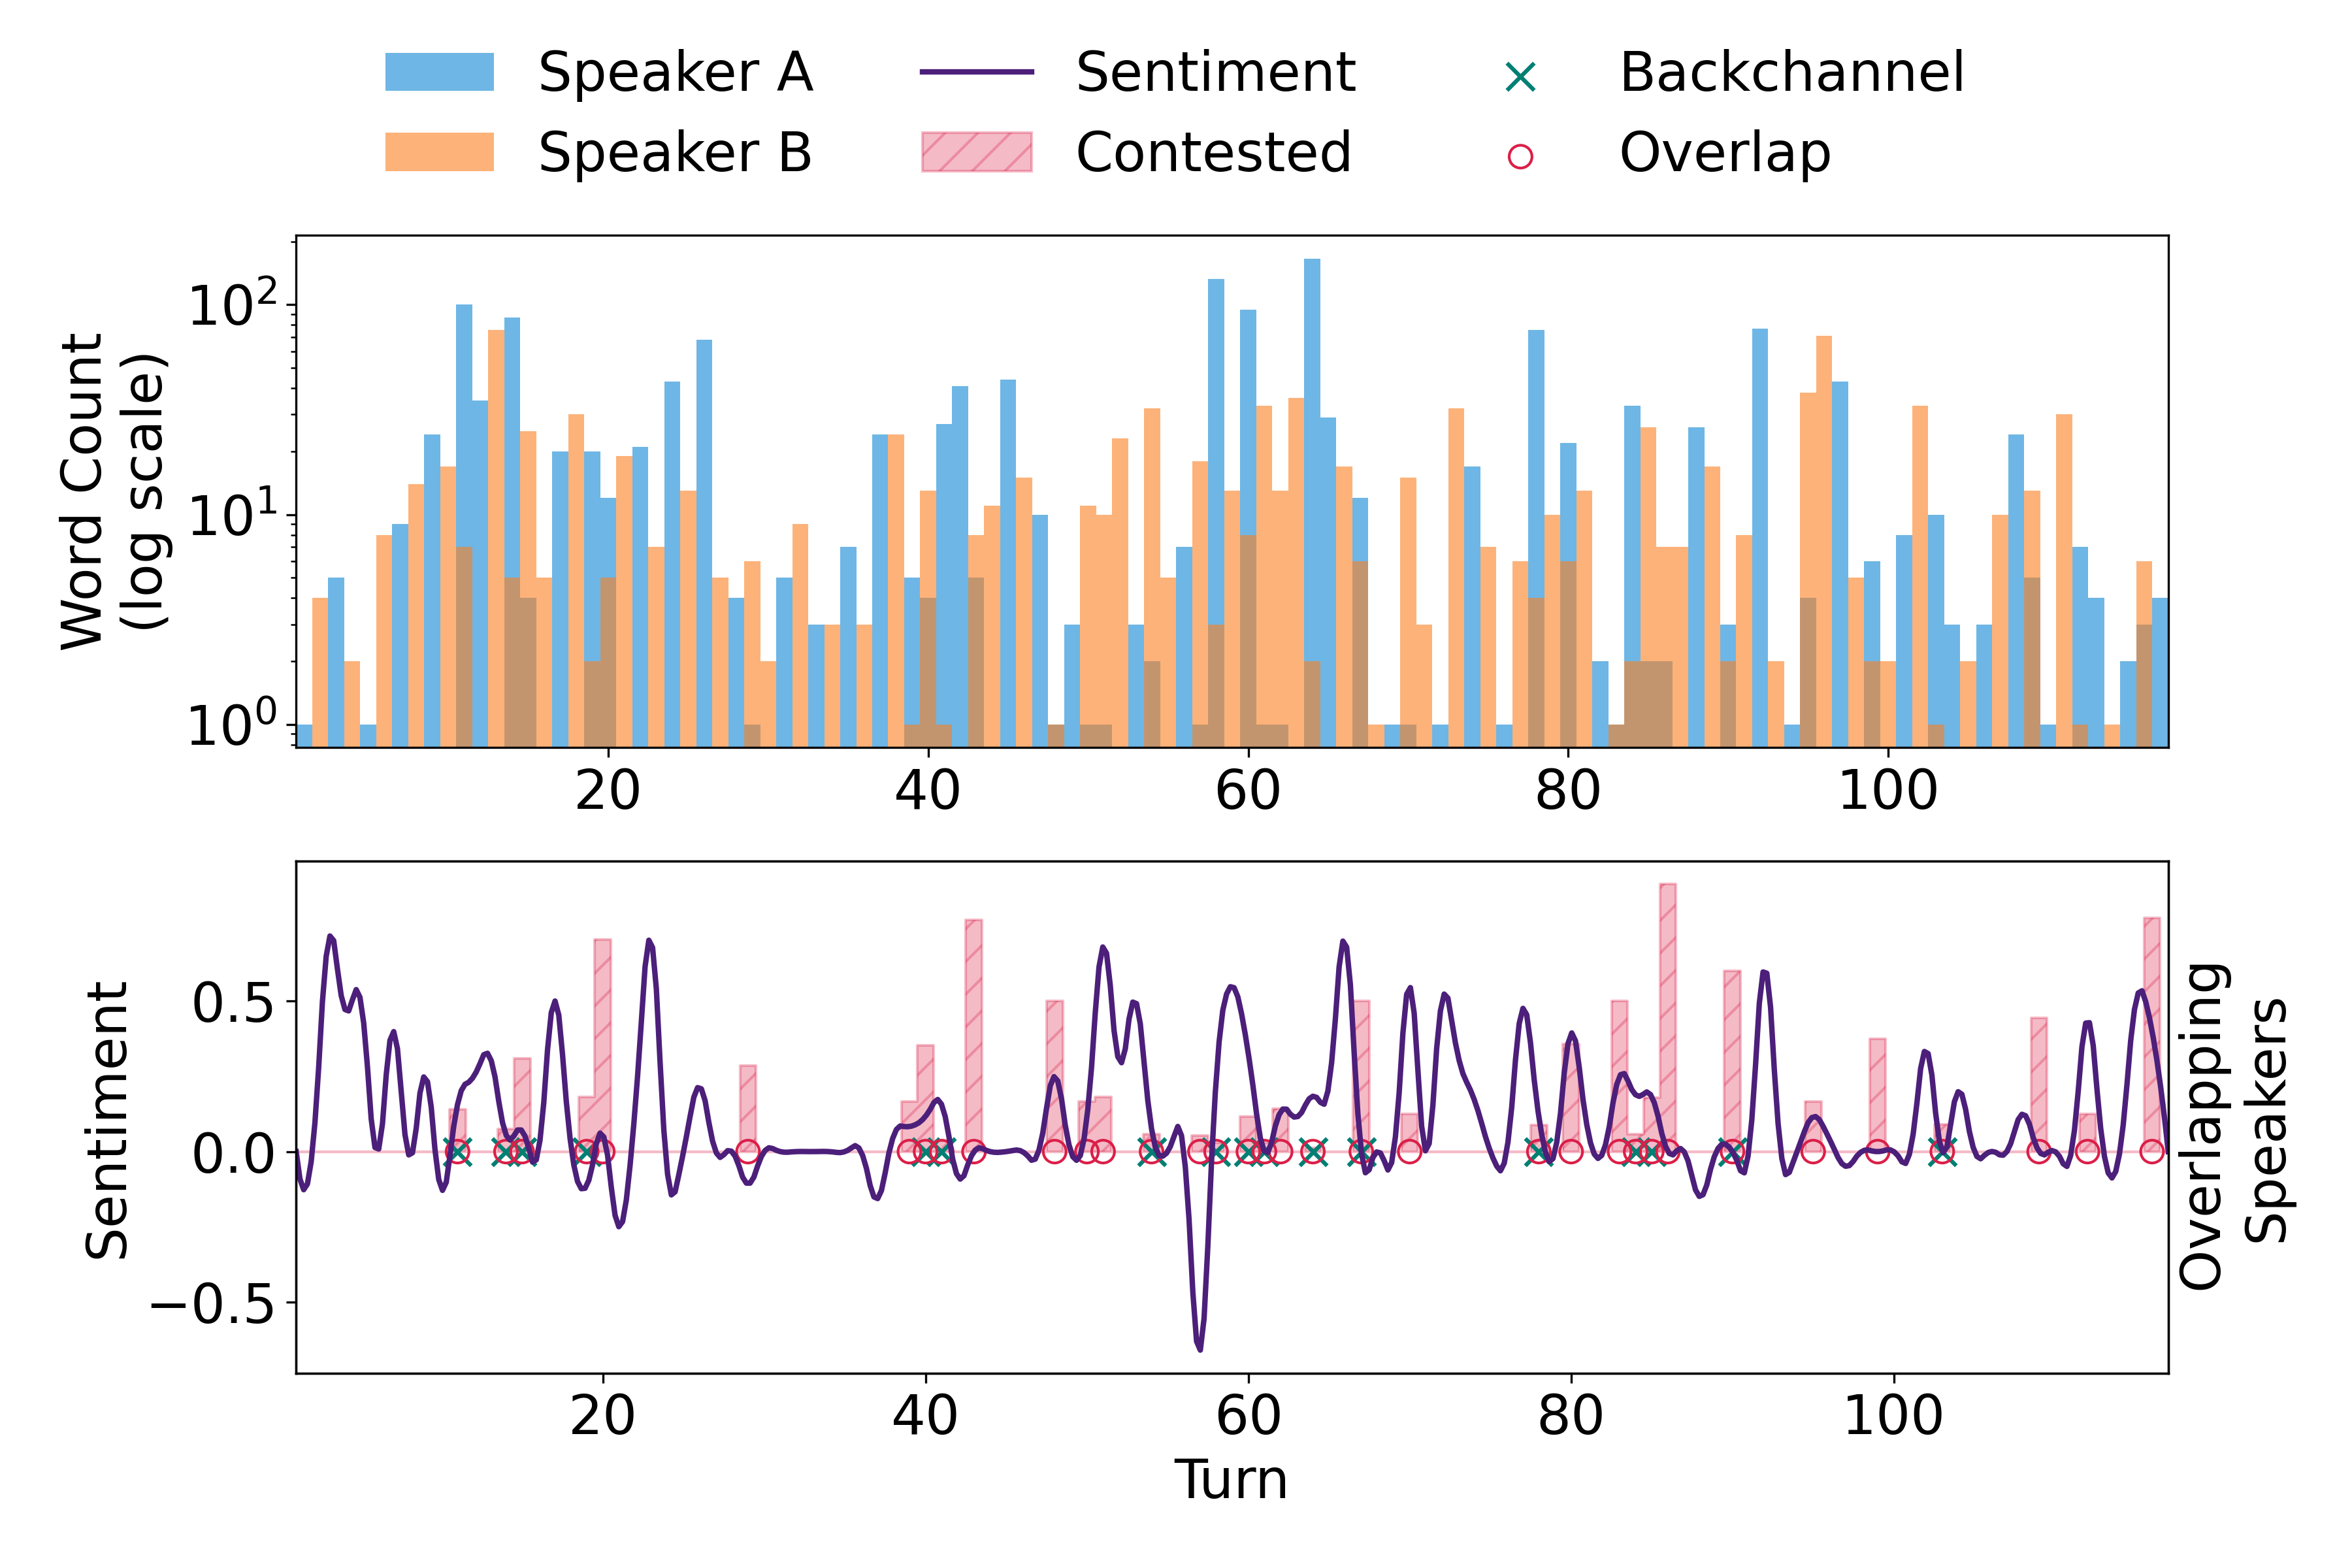 Speaker A
Sentiment
Backchannel
Speaker B
Contested
Overlap
Word Count
(log scale)
10²
10¹
10⁰
20
40
60
80
100
Sentiment
0.5
0.0
−0.5
Overlapping
Speakers
20
40
60
80
100
Turn